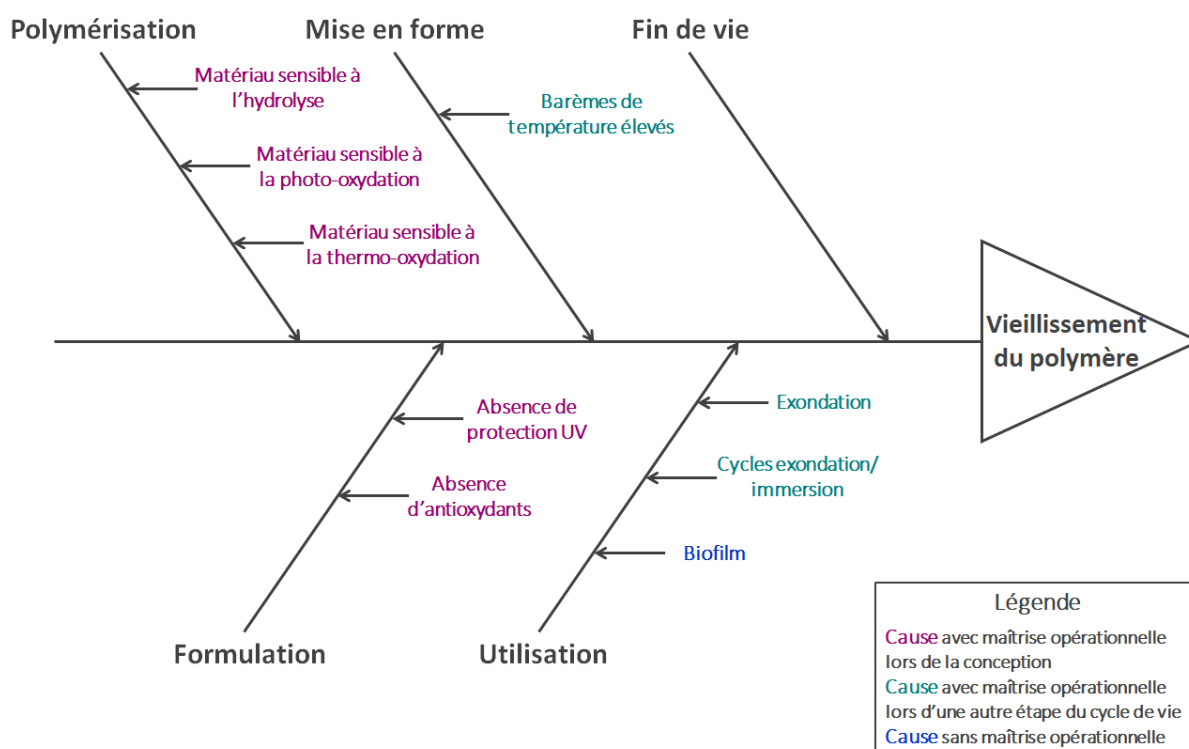 Polymérisation
Mise en forme
Fin de vie
Matériau sensible à
l'hydrolyse
Matériau sensible à
la photo-oxydation
Matériau sensible à
la thermo-oxydation
Barèmes de
température élevés
Vieillissement
du polymère
Absence de
protection UV
Absence
d'antioxydants
Exondation
Cycles exondation/
immersion
Biofilm
Formulation
Utilisation
Légende
Cause avec maîtrise opérationnelle
lors de la conception
Cause avec maîtrise opérationnelle
lors d'une autre étape du cycle de vie
Cause sans maîtrise opérationnelle